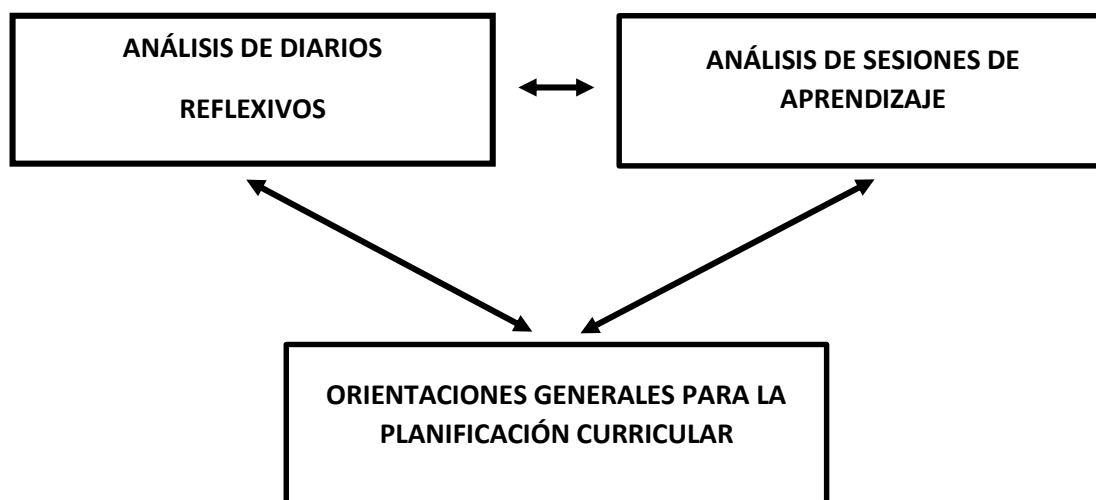 ANÁLISIS DE DIARIOS
REFLEXIVOS
ANÁLISIS DE SESIONES DE
APRENDIZAJE
ORIENTACIONES GENERALES PARA LA
PLANIFICACIÓN CURRICULAR